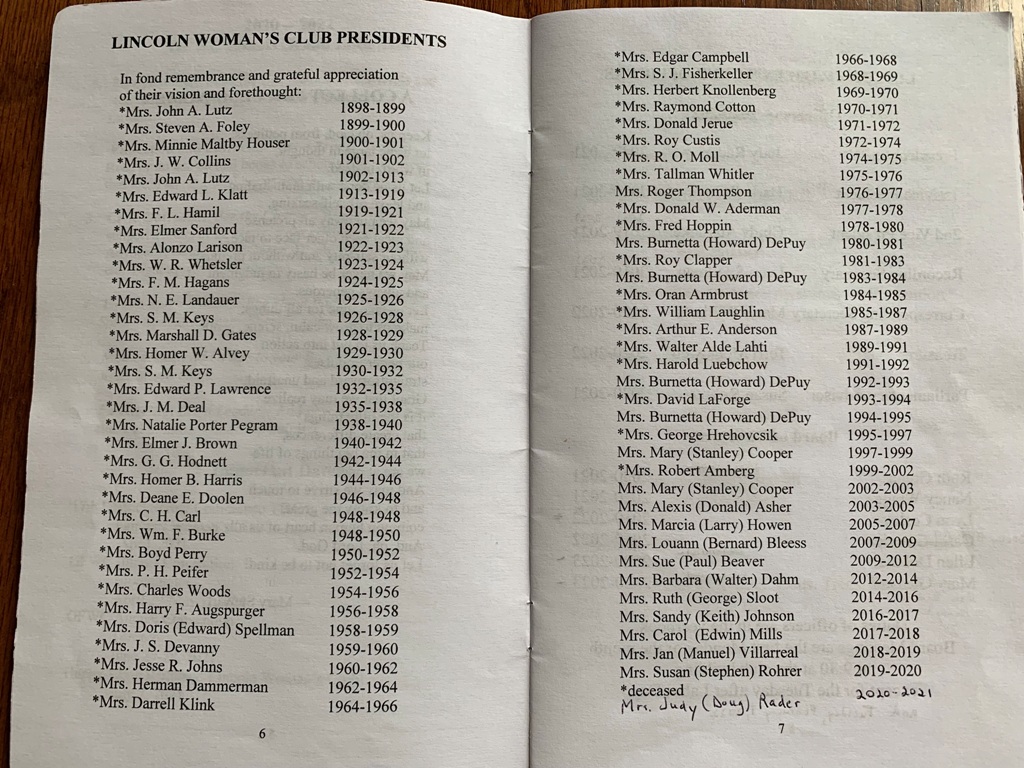 LINCOLN WOMAN'S CLUB PRESIDENTS
In fond remembrance and grateful appreciation
of their vision and forethought:
*Mrs. John A. Lutz 1898-1899
*Mrs. Steven A. Foley 1899-1900
*Mrs. Minnie Maltby Houser 1900-1901
*Mrs. J. W. Collins 1901-1902
*Mrs. John A. Lutz 1902-1913
*Mrs. Edward L. Klatt 1913-1919
*Mrs. F. L. Hamil 1919-1921
*Mrs. Elmer Sanford 1921-1922
*Mrs. Alonzo Larison 1922-1923
*Mrs. W. R. Whetsler 1923-1924
*Mrs. F. M. Hagans 1924-1925
*Mrs. N. E. Landauer 1925-1926
*Mrs. S. M. Keys 1926-1928
*Mrs. Marshall D. Gates 1928-1929
*Mrs. Homer W. Alvey 1929-1930
*Mrs. S. M. Keys 1930-1932
*Mrs. Edward P. Lawrence 1932-1935
*Mrs. J. M. Deal 1935-1938
*Mrs. Natalie Porter Pegram 1938-1940
*Mrs. Elmer J. Brown 1940-1942
*Mrs. G. G. Hodnett 1942-1944
*Mrs. Homer B. Harris 1944-1946
*Mrs. Deane E. Doolen 1946-1948
*Mrs. C. H. Carl 1948-1948
*Mrs. Wm. F. Burke 1948-1950
*Mrs. Boyd Perry 1950-1952
*Mrs. P. H. Peifer 1952-1954
*Mrs. Charles Woods 1954-1956
*Mrs. Harry F. Augspurger 1956-1958
*Mrs. Doris (Edward) Spellman 1958-1959
*Mrs. J. S. Devanny 1959-1960
*Mrs. Jesse R. Johns 1960-1962
*Mrs. Herman Dammerman 1962-1964
*Mrs. Darrell Klink 1964-1966
6
*Mrs. Edgar Campbell 1966-1968
*Mrs. S. J. Fisherkeller 1968-1969
*Mrs. Herbert Knollenberg 1969-1970
*Mrs. Raymond Cotton 1970-1971
*Mrs. Donald Jerue 1971-1972
*Mrs. Roy Custis 1972-1974
*Mrs. R. O. Moll 1974-1975
*Mrs. Tallman Whitler 1975-1976
Mrs. Roger Thompson 1976-1977
*Mrs. Donald W. Aderman 1977-1978
*Mrs. Fred Hoppin 1978-1980
Mrs. Burnetta (Howard) DePuy 1980-1981
*Mrs. Roy Clapper 1981-1983
Mrs. Burnetta (Howard) DePuy 1983-1984
*Mrs. Oran Armbrust 1984-1985
*Mrs. William Laughlin 1985-1987
*Mrs. Arthur E. Anderson 1987-1989
*Mrs. Walter Alde Lahti 1989-1991
*Mrs. Harold Luebchow 1991-1992
Mrs. Burnetta (Howard) DePuy 1992-1993
*Mrs. David LaForge 1993-1994
Mrs. Burnetta (Howard) DePuy 1994-1995
*Mrs. George Hrehovcsik 1995-1997
Mrs. Mary (Stanley) Cooper 1997-1999
*Mrs. Robert Amberg 1999-2002
Mrs. Mary (Stanley) Cooper 2002-2003
Mrs. Alexis (Donald) Asher 2003-2005
Mrs. Marcia (Larry) Howen 2005-2007
Mrs. Louann (Bernard) Bleess 2007-2009
Mrs. Sue (Paul) Beaver 2009-2012
Mrs. Barbara (Walter) Dahm 2012-2014
Mrs. Ruth (George) Sloot 2014-2016
Mrs. Sandy (Keith) Johnson 2016-2017
Mrs. Carol (Edwin) Mills 2017-2018
Mrs. Jan (Manuel) Villarreal 2018-2019
Mrs. Susan (Stephen) Rohrer 2019-2020
*deceased
Mrs. Judy (Doug) Rader 2020-2021
7